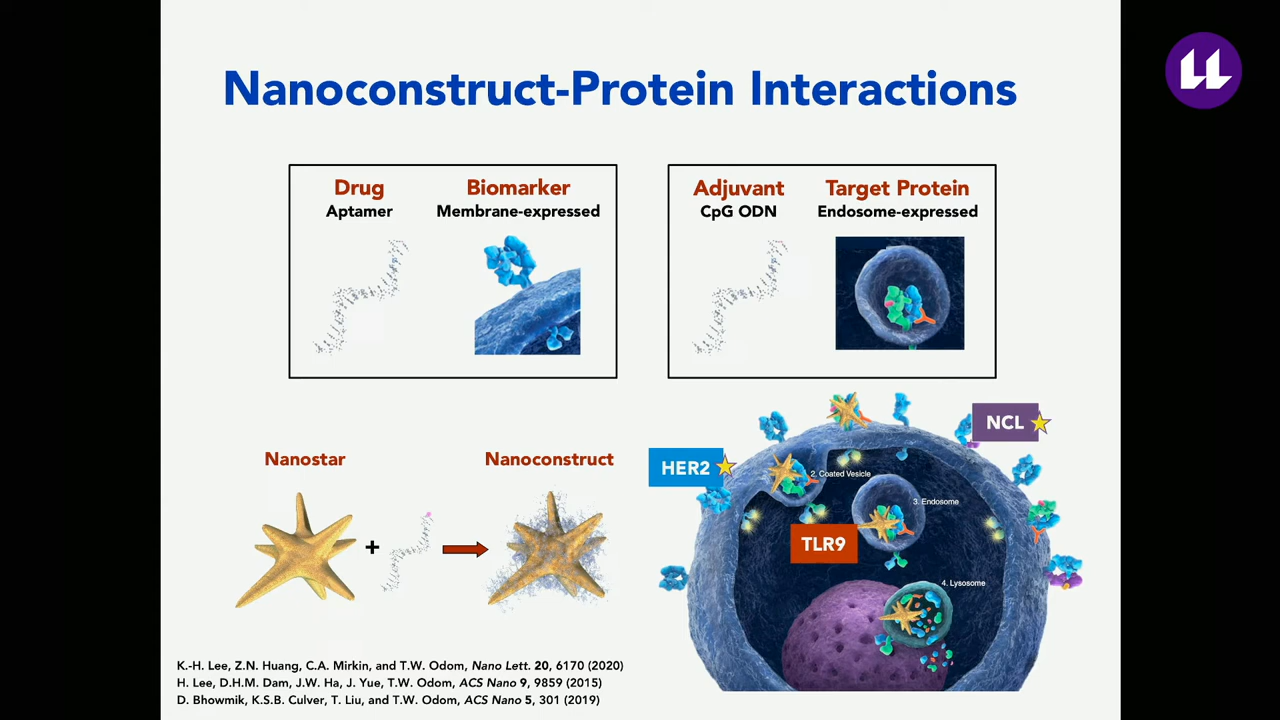 Nanoconstruct-Protein Interactions
Drug
Aptamer
Biomarker
Membrane-expressed
Adjuvant
CpG ODN
Target Protein
Endosome-expressed
Nanostar
+
Nanoconstruct
HER2
NCL
2. Coated Vesicle
3. Endosome
TLR9
4. Lysosome
K.-H. Lee, Z.N. Huang, C.A. Mirkin, and T.W. Odom, Nano Lett. 20, 6170 (2020)
H. Lee, D.H.M. Dam, J.W. Ha, J. Yue, T.W. Odom, ACS Nano 9, 9859 (2015)
D. Bhowmik, K.S.B. Culver, T. Liu, and T.W. Odom, ACS Nano 5, 301 (2019)